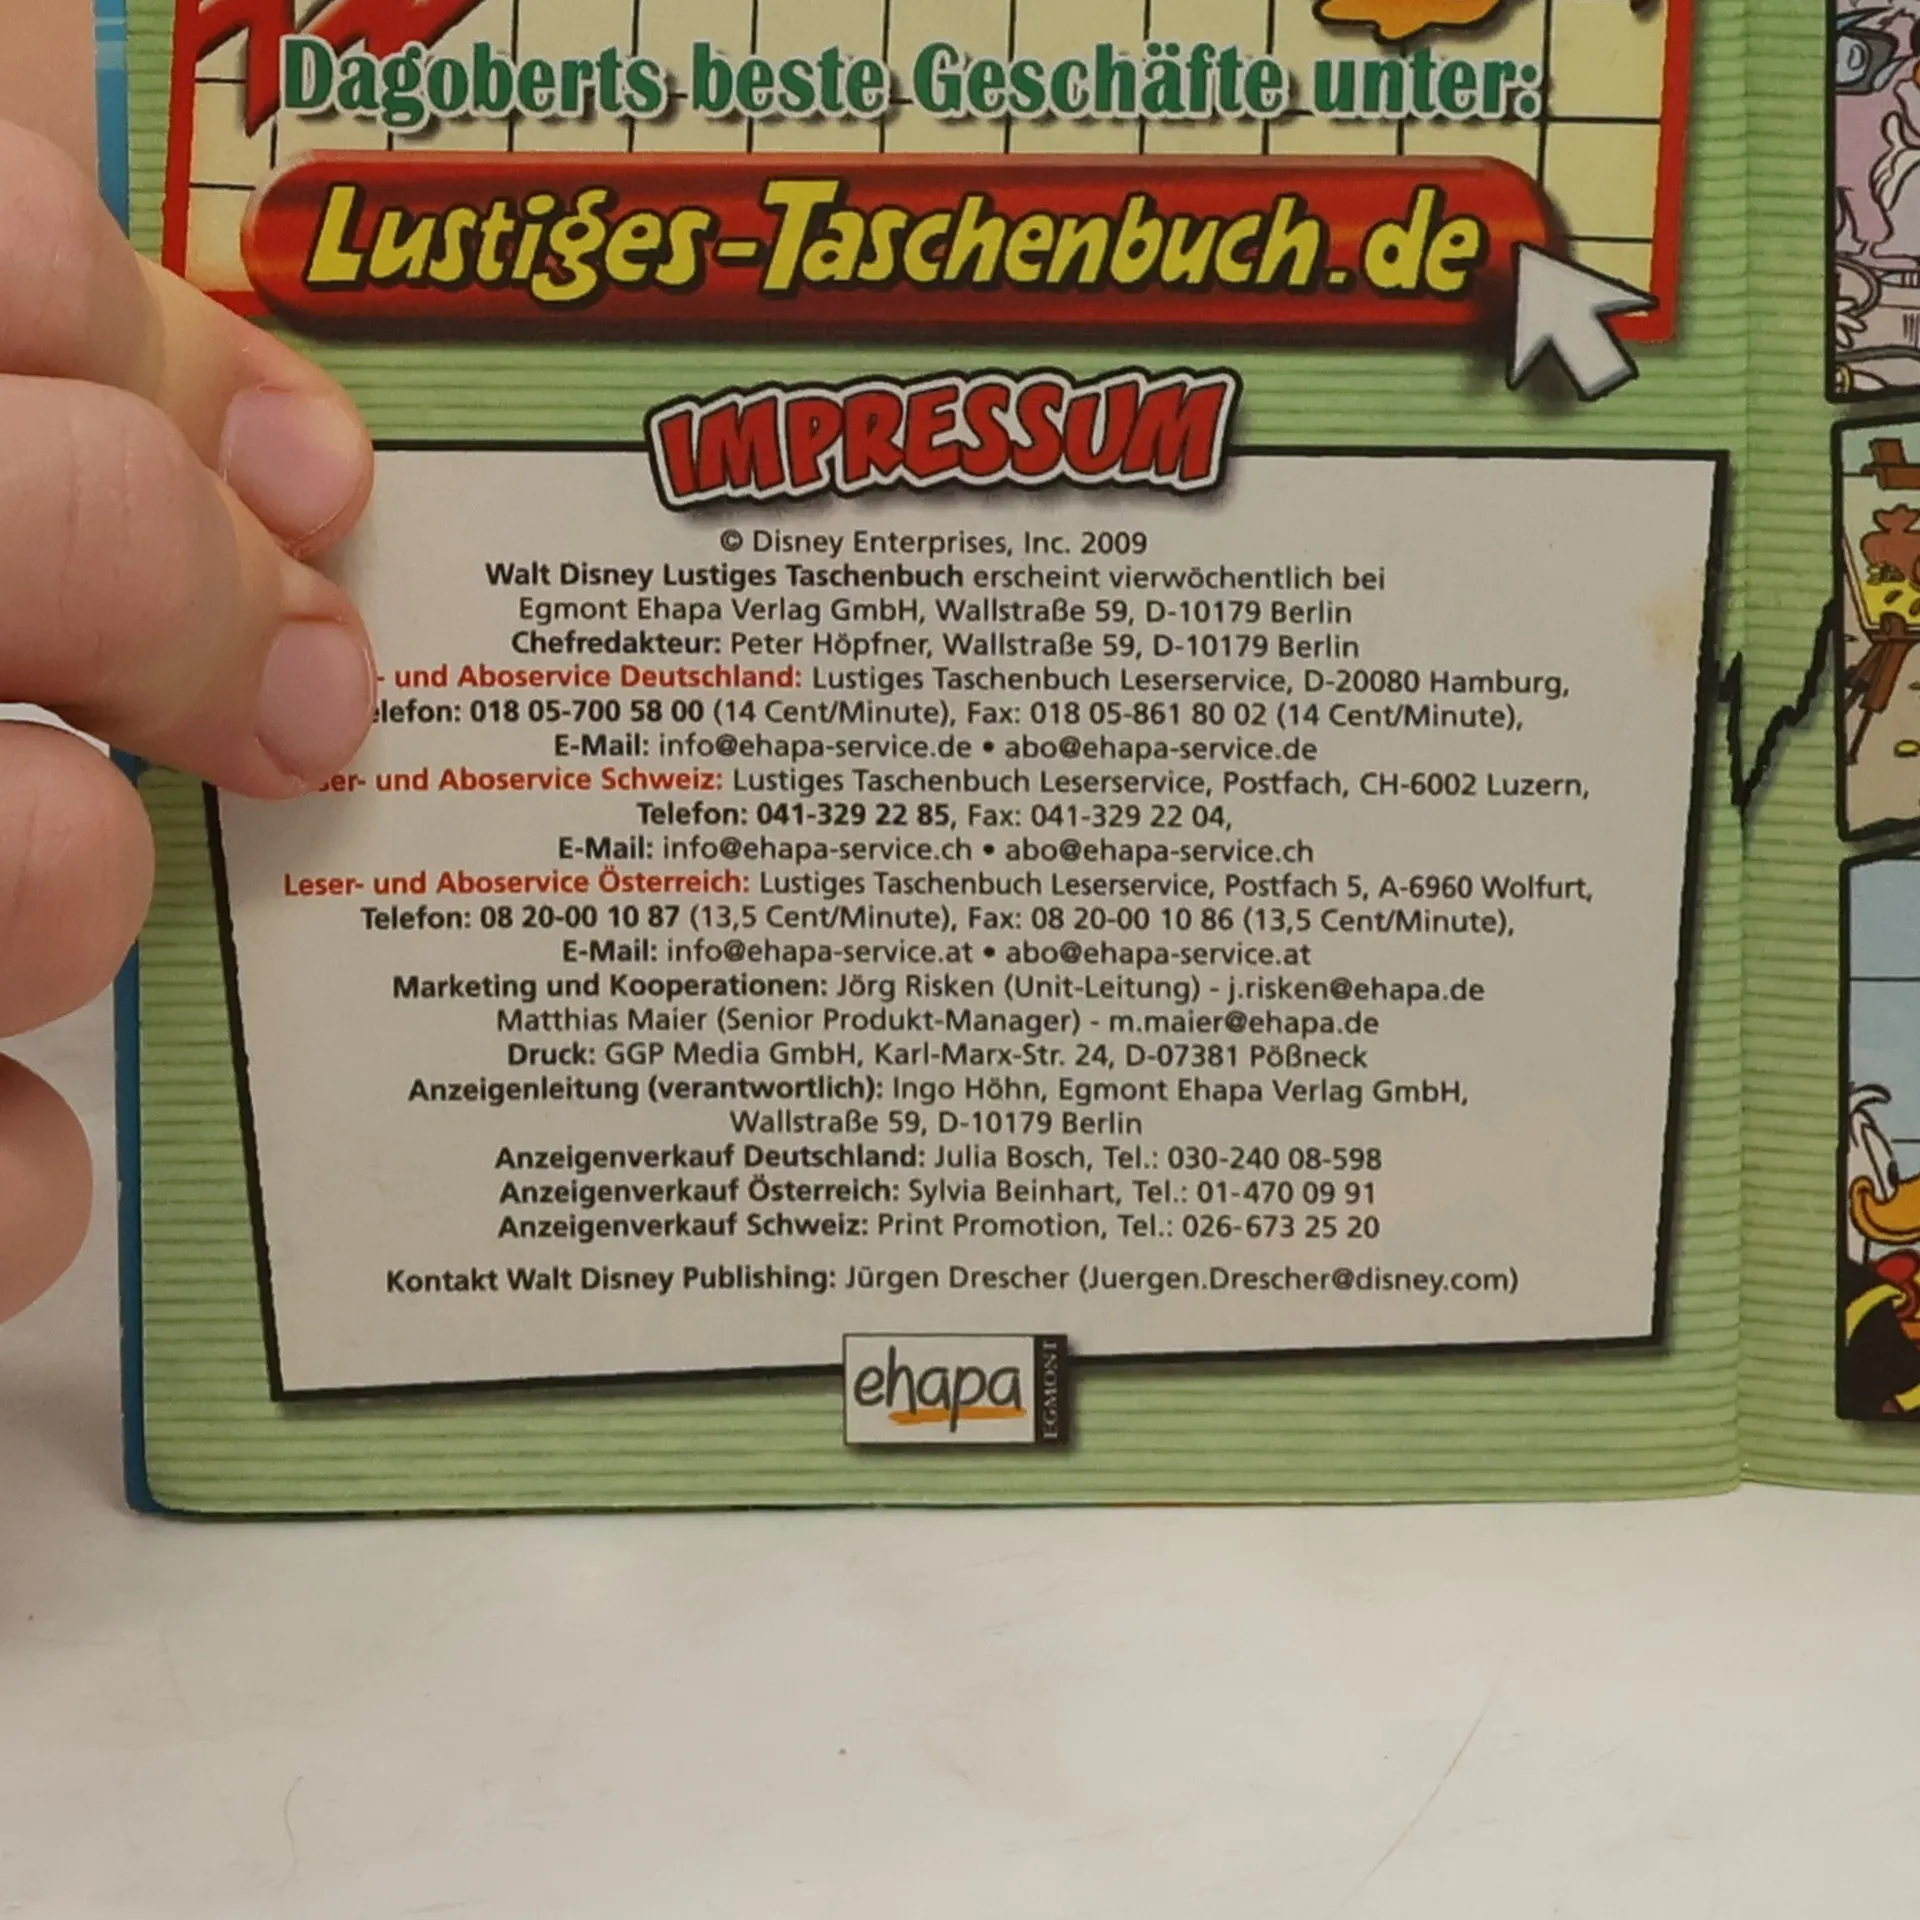 Dagoberts beste Geschäfte unter:
Lustiges-Taschenbuch.de
IMPRESSUM
© Disney Enterprises, Inc. 2009
Walt Disney Lustiges Taschenbuch erscheint vierwöchentlich bei
Egmont Ehapa Verlag GmbH, Wallstraße 59, D-10179 Berlin
Chefredakteur: Peter Höpfner, Wallstraße 59, D-10179 Berlin
- und Aboservice Deutschland: Lustiges Taschenbuch Leserservice, D-20080 Hamburg,
elefon: 018 05-700 58 00 (14 Cent/Minute), Fax: 018 05-861 80 02 (14 Cent/Minute),
E-Mail: info@ehapa-service.de • abo@ehapa-service.de
er- und Aboservice Schweiz: Lustiges Taschenbuch Leserservice, Postfach, CH-6002 Luzern,
Telefon: 041-329 22 85, Fax: 041-329 22 04,
E-Mail: info@ehapa-service.ch • abo@ehapa-service.ch
Leser- und Aboservice Österreich: Lustiges Taschenbuch Leserservice, Postfach 5, A-6960 Wolfurt,
Telefon: 08 20-00 10 87 (13,5 Cent/Minute), Fax: 08 20-00 10 86 (13,5 Cent/Minute),
E-Mail: info@ehapa-service.at • abo@ehapa-service.at
Marketing und Kooperationen: Jörg Risken (Unit-Leitung) - j.risken@ehapa.de
Matthias Maier (Senior Produkt-Manager) - m.maier@ehapa.de
Druck: GGP Media GmbH, Karl-Marx-Str. 24, D-07381 Pößneck
Anzeigenleitung (verantwortlich): Ingo Höhn, Egmont Ehapa Verlag GmbH,
Wallstraße 59, D-10179 Berlin
Anzeigenverkauf Deutschland: Julia Bosch, Tel.: 030-240 08-598
Anzeigenverkauf Österreich: Sylvia Beinhart, Tel.: 01-470 09 91
Anzeigenverkauf Schweiz: Print Promotion, Tel.: 026-673 25 20
Kontakt Walt Disney Publishing: Jürgen Drescher (Juergen.Drescher@disney.com)
ehapa
EGMONT